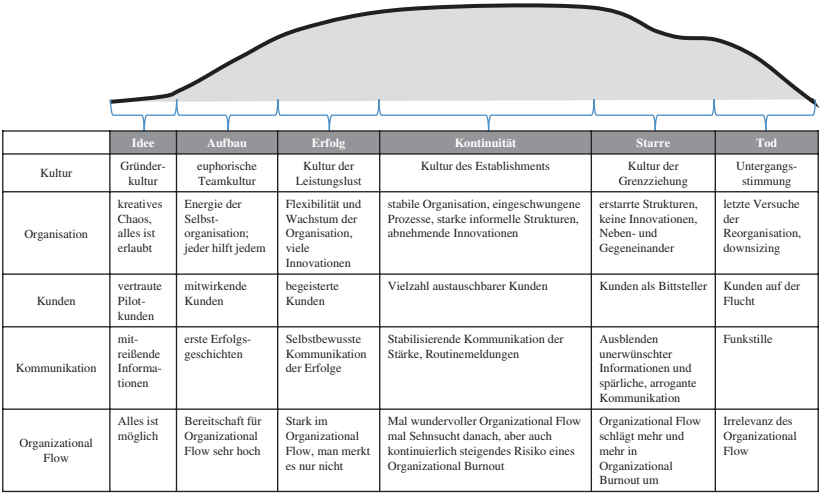 Idee Aufbau Erfolg Kontinuität Starre Tod
Kultur
Gründer-
kultur
euphorische
Teamkultur
Kultur der
Leistungslust
Kultur des Establishments
Kultur der
Grenzziehung
Untergangs-
stimmung
Organisation
kreatives
Chaos,
alles ist
erlaubt
Energie der
Selbst-
organisation;
jeder hilft jedem
Flexibilität und
Wachstum der
Organisation,
viele
Innovationen
stabile Organisation, eingeschwungene
Prozesse, starke informelle Strukturen,
abnehmende Innovationen
erstarrte Strukturen,
keine Innovationen,
Neben- und
Gegeneinander
letzte Versuche
der
Reorganisation,
downsizing
Kunden
vertraute
Pilot-
kunden
mitwirkende
Kunden
begeisterte
Kunden
Vielzahl austauschbarer Kunden
Kunden als Bittsteller
Kunden auf der
Flucht
Kommunikation
mit-
reißende
Informa-
tionen
erste Erfolgs-
geschichten
Selbstbewusste
Kommunikation
der Erfolge
Stabilisierende Kommunikation der
Stärke, Routinemeldungen
Ausblenden
unerwünschter
Informationen und
spärliche, arrogante
Kommunikation
Funkstille
Organizational
Flow
Alles ist
möglich
Bereitschaft für
Organizational
Flow sehr hoch
Stark im
Organizational
Flow, man merkt
es nur nicht
Mal wundervoller Organizational Flow
mal Sehnsucht danach, aber auch
kontinuierlich steigendes Risiko eines
Organizational Burnout
Organizational Flow
schlägt mehr und
mehr in
Organizational
Burnout um
Irrelevanz des
Organizational
Flow